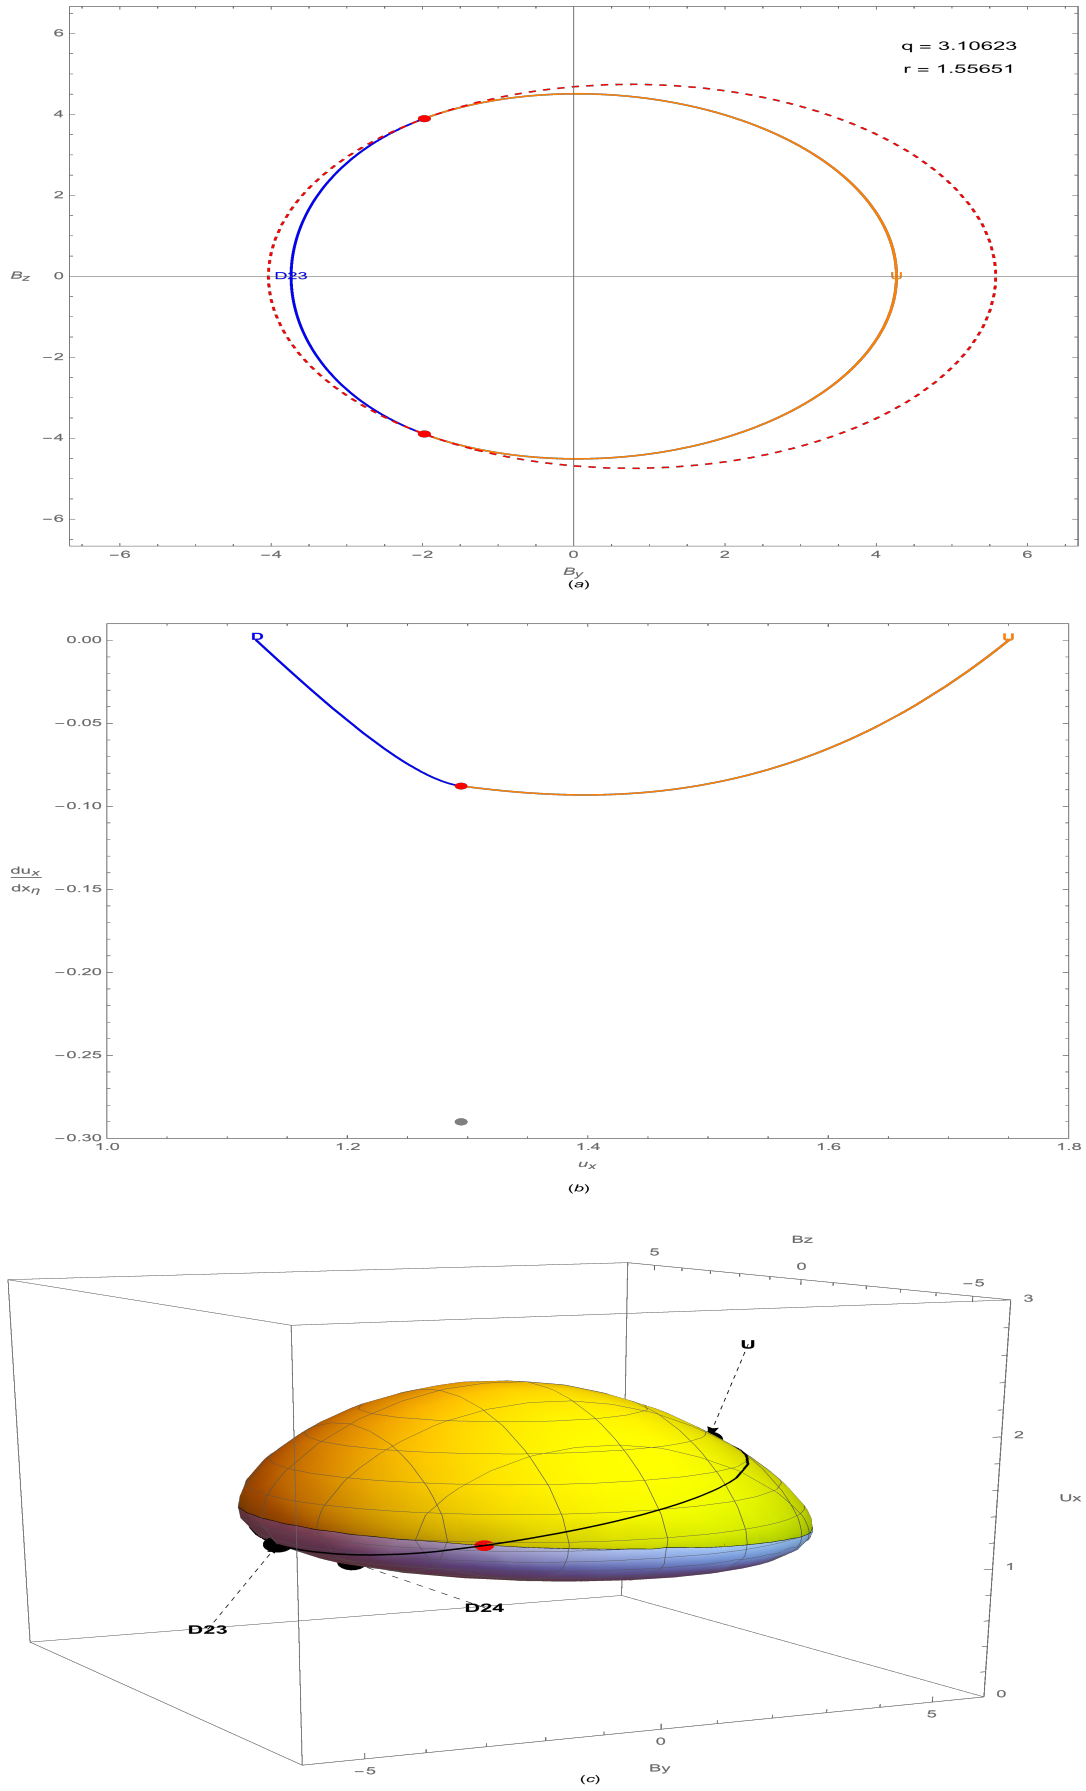 q = 3.10623
r = 1.55651
6
4
2
B_z 0 D23 U
−2
−4
−6
−6 −4 −2 0 2 4 6
B_y
(a)
0.00 D U
−0.05
−0.10
du_x
dx_η
−0.15
−0.20
−0.25
−0.30
1.0 1.2 1.4 1.6 1.8
u_x
(b)
Bz
5 0 −5
3
U
2
Ux
1
D24
D23
0
5
0
−5
By
(c)